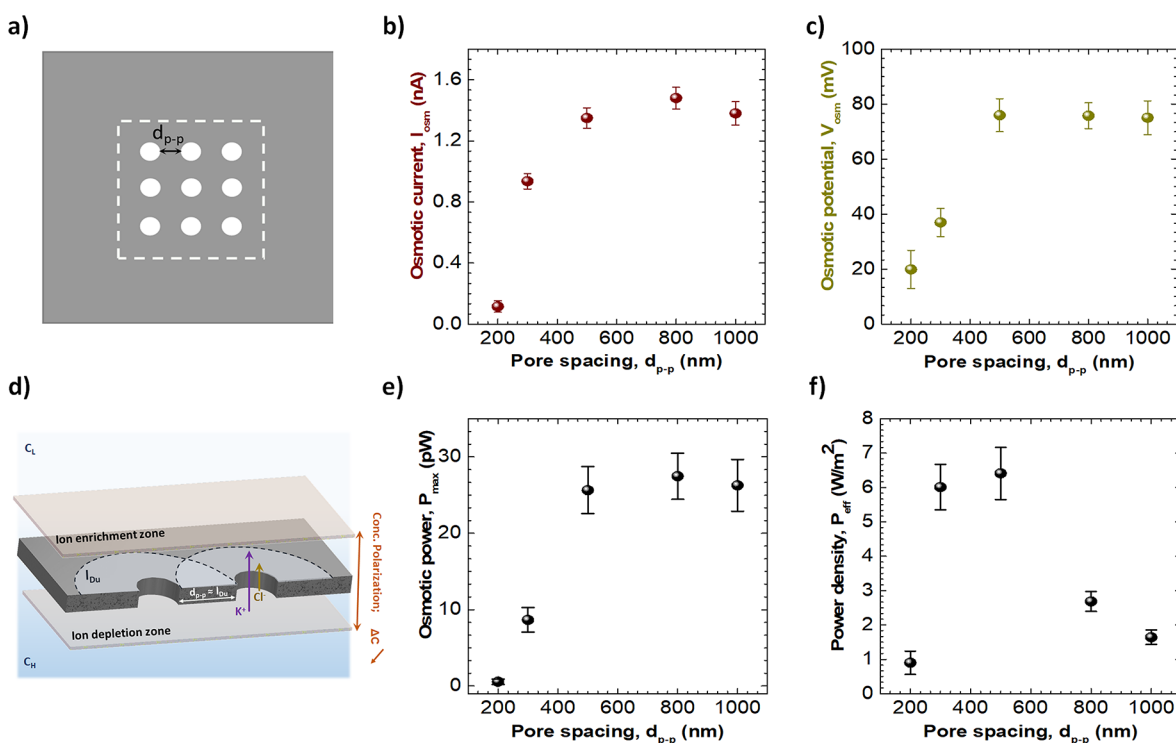 a)
d_p-p
b)
Osmotic current, I_osm (nA)
1.6
1.2
0.8
0.4
0.0
200 400 600 800 1000
Pore spacing, d_p-p (nm)
c)
Osmotic potential, V_osm (mV)
100
80
60
40
20
0
200 400 600 800 1000
Pore spacing, d_p-p (nm)
d)
C_L
Ion enrichment zone
l_Du
d_p-p = l_Du
Cl⁻
K⁺
Ion depletion zone
C_H
Conc. Polarization;
ΔC ↓
e)
Osmotic power, P_max (pW)
30
20
10
0
200 400 600 800 1000
Pore spacing, d_p-p (nm)
f)
Power density, P_eff (W/m²)
8
7
6
5
4
3
2
1
0
200 400 600 800 1000
Pore spacing, d_p-p (nm)